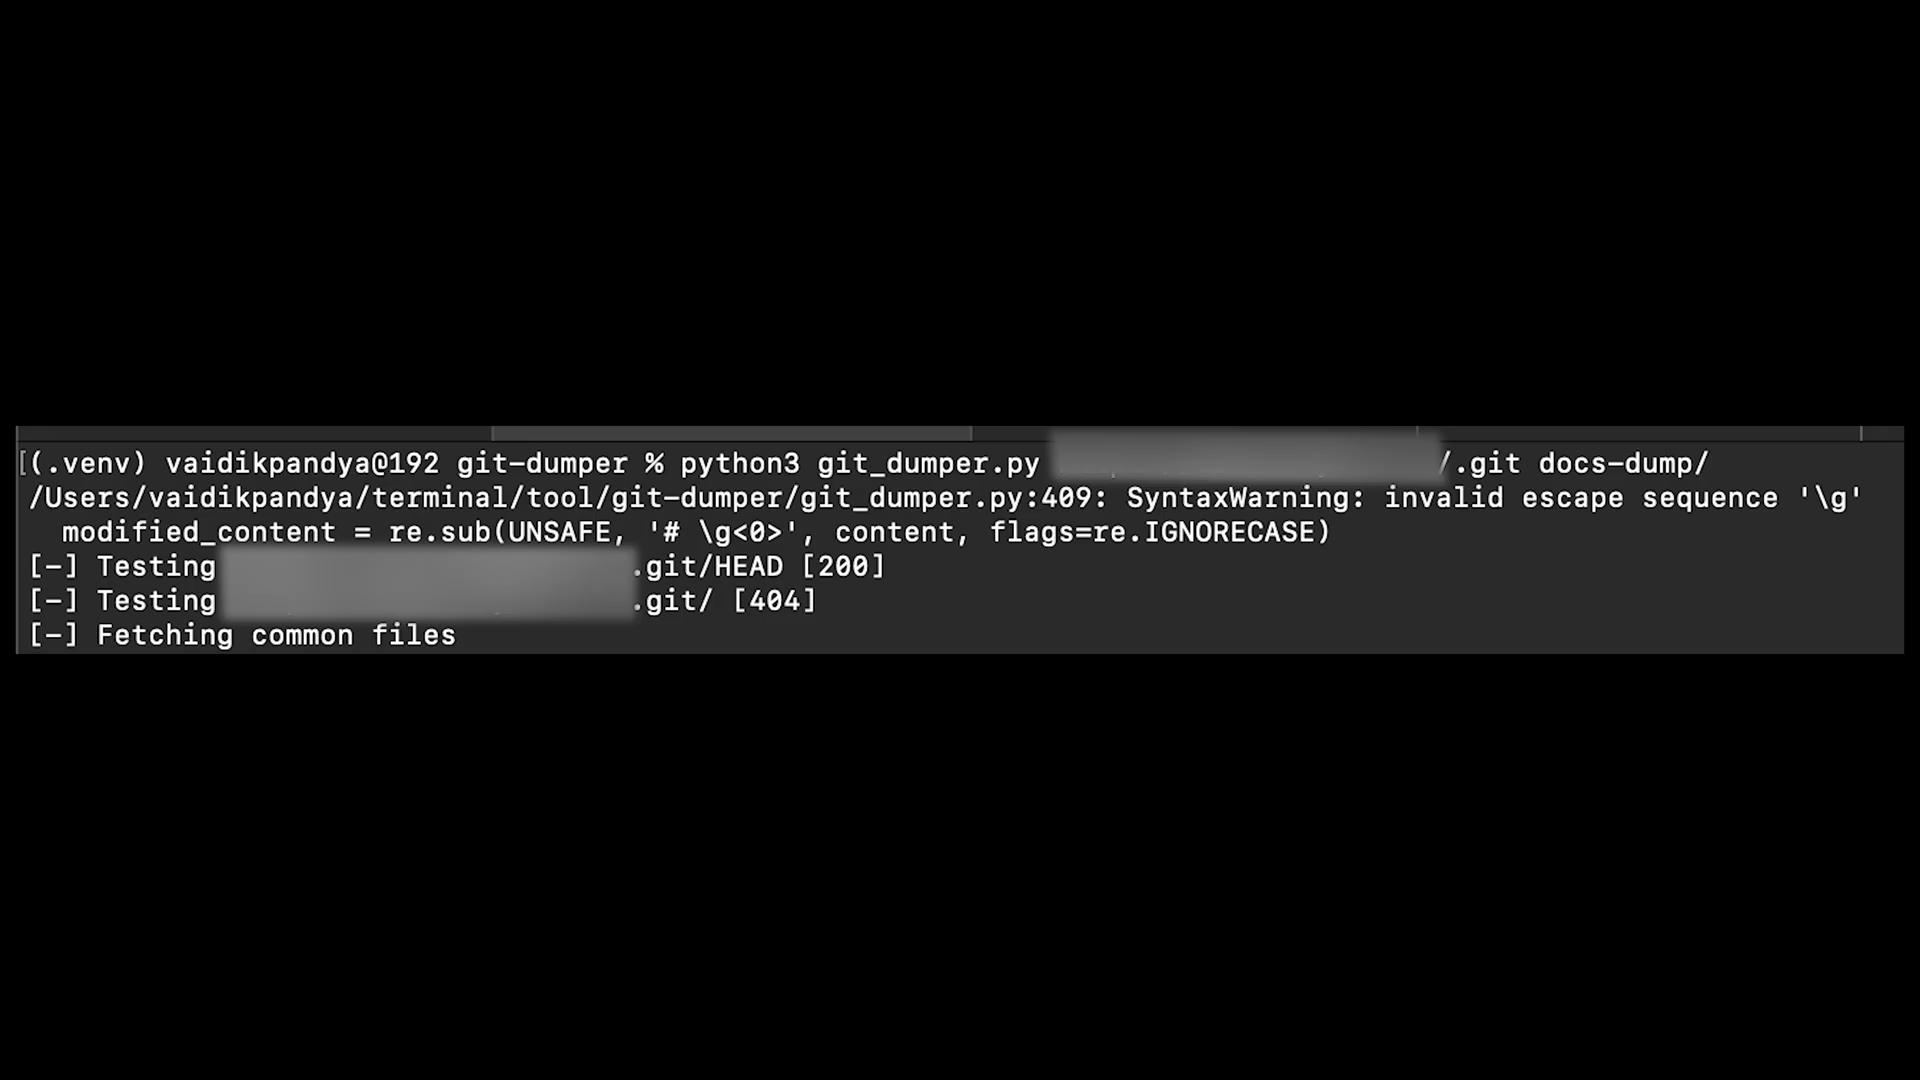 [(.venv) vaidikpandya@192 git-dumper % python3 git_dumper.py /.git docs-dump/
/Users/vaidikpandya/terminal/tool/git-dumper/git_dumper.py:409: SyntaxWarning: invalid escape sequence '\g'
modified_content = re.sub(UNSAFE, '# \g<0>', content, flags=re.IGNORECASE)
[-] Testing .git/HEAD [200]
[-] Testing .git/ [404]
[-] Fetching common files